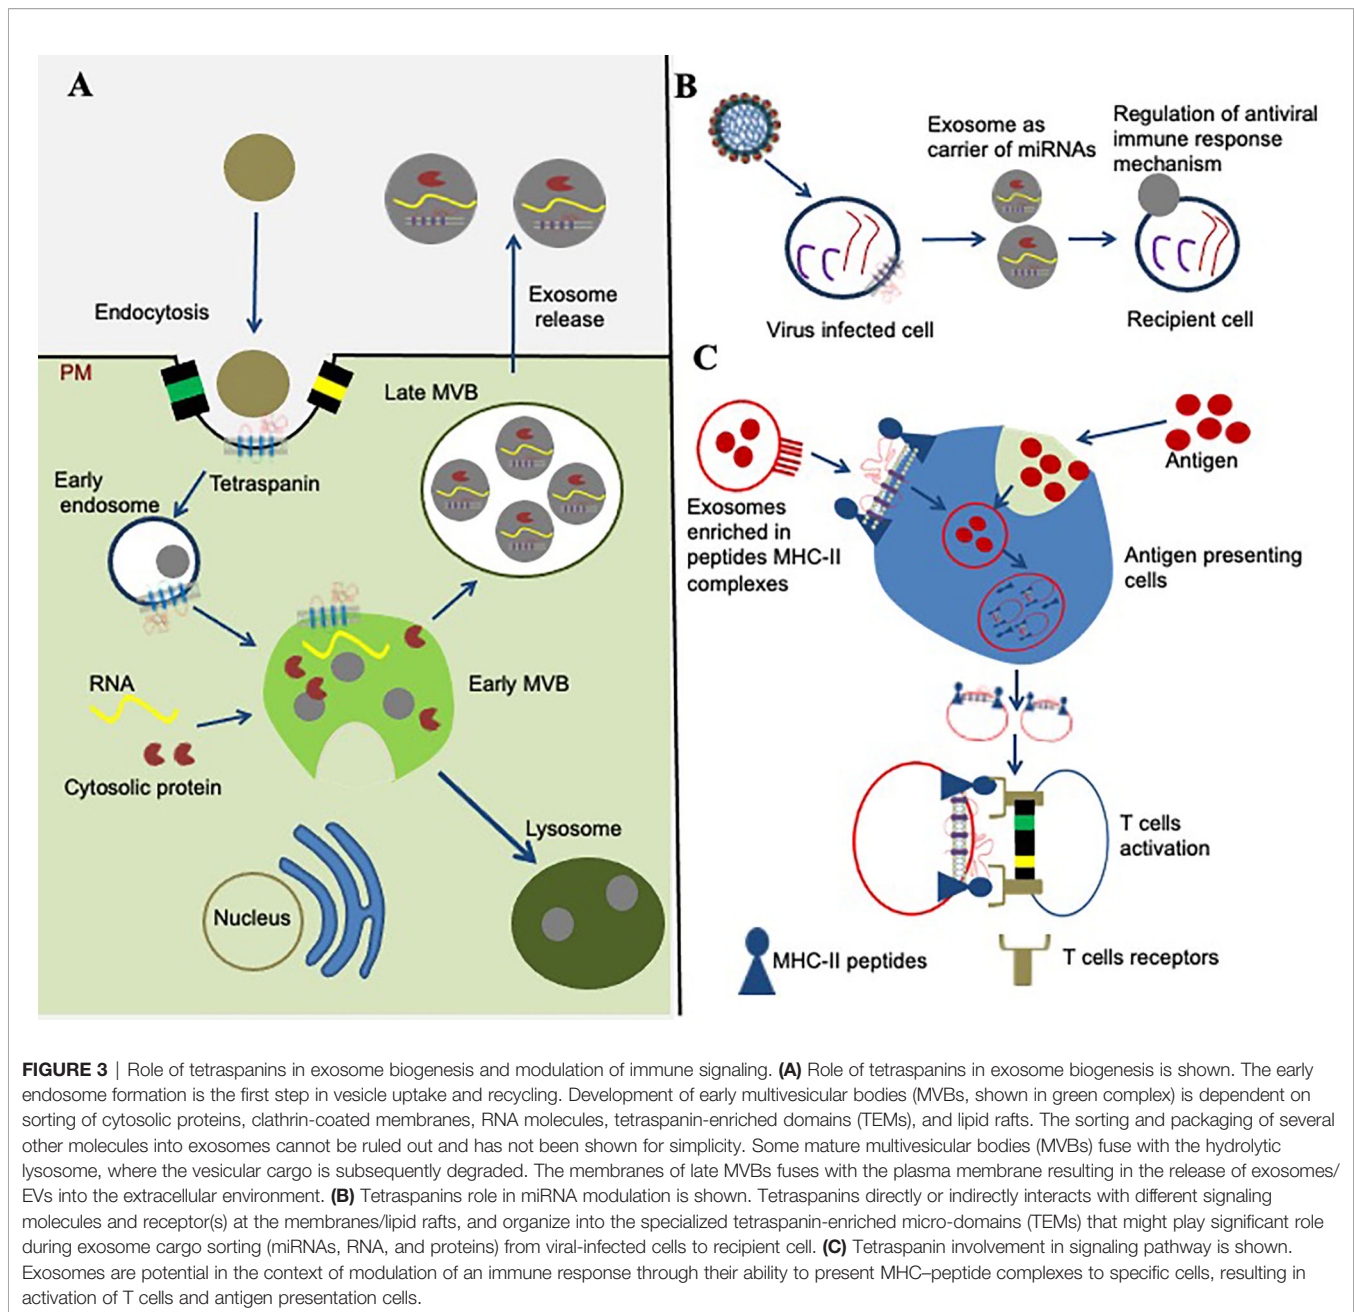 A
Endocytosis
Exosome
release
PM
Late MVB
Tetraspanin
Early
endosome
RNA
Early MVB
Cytosolic protein
Lysosome
Nucleus
B
Exosome as
carrier of miRNAs
Regulation of antiviral
immune response
mechanism
Virus infected cell
Recipient cell
C
Antigen
Exosomes
enriched in
peptides MHC-II
complexes
Antigen presenting
cells
T cells
activation
MHC-II peptides
T cells receptors
FIGURE 3 | Role of tetraspanins in exosome biogenesis and modulation of immune signaling. (A) Role of tetraspanins in exosome biogenesis is shown. The early
endosome formation is the first step in vesicle uptake and recycling. Development of early multivesicular bodies (MVBs, shown in green complex) is dependent on
sorting of cytosolic proteins, clathrin-coated membranes, RNA molecules, tetraspanin-enriched domains (TEMs), and lipid rafts. The sorting and packaging of several
other molecules into exosomes cannot be ruled out and has not been shown for simplicity. Some mature multivesicular bodies (MVBs) fuse with the hydrolytic
lysosome, where the vesicular cargo is subsequently degraded. The membranes of late MVBs fuses with the plasma membrane resulting in the release of exosomes/
EVs into the extracellular environment. (B) Tetraspanins role in miRNA modulation is shown. Tetraspanins directly or indirectly interacts with different signaling
molecules and receptor(s) at the membranes/lipid rafts, and organize into the specialized tetraspanin-enriched micro-domains (TEMs) that might play significant role
during exosome cargo sorting (miRNAs, RNA, and proteins) from viral-infected cells to recipient cell. (C) Tetraspanin involvement in signaling pathway is shown.
Exosomes are potential in the context of modulation of an immune response through their ability to present MHC–peptide complexes to specific cells, resulting in
activation of T cells and antigen presentation cells.